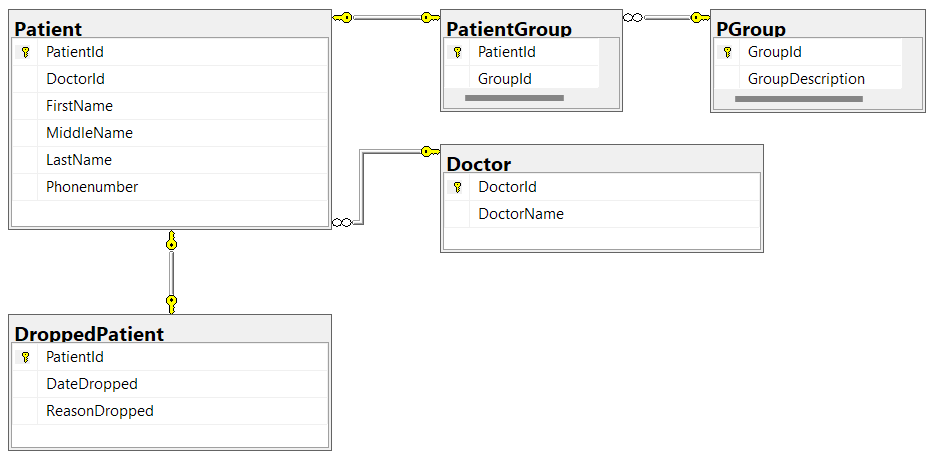 Patient
PatientId
DoctorId
FirstName
MiddleName
LastName
Phonenumber
PatientGroup
PatientId
GroupId
PGroup
GroupId
GroupDescription
Doctor
DoctorId
DoctorName
DroppedPatient
PatientId
DateDropped
ReasonDropped